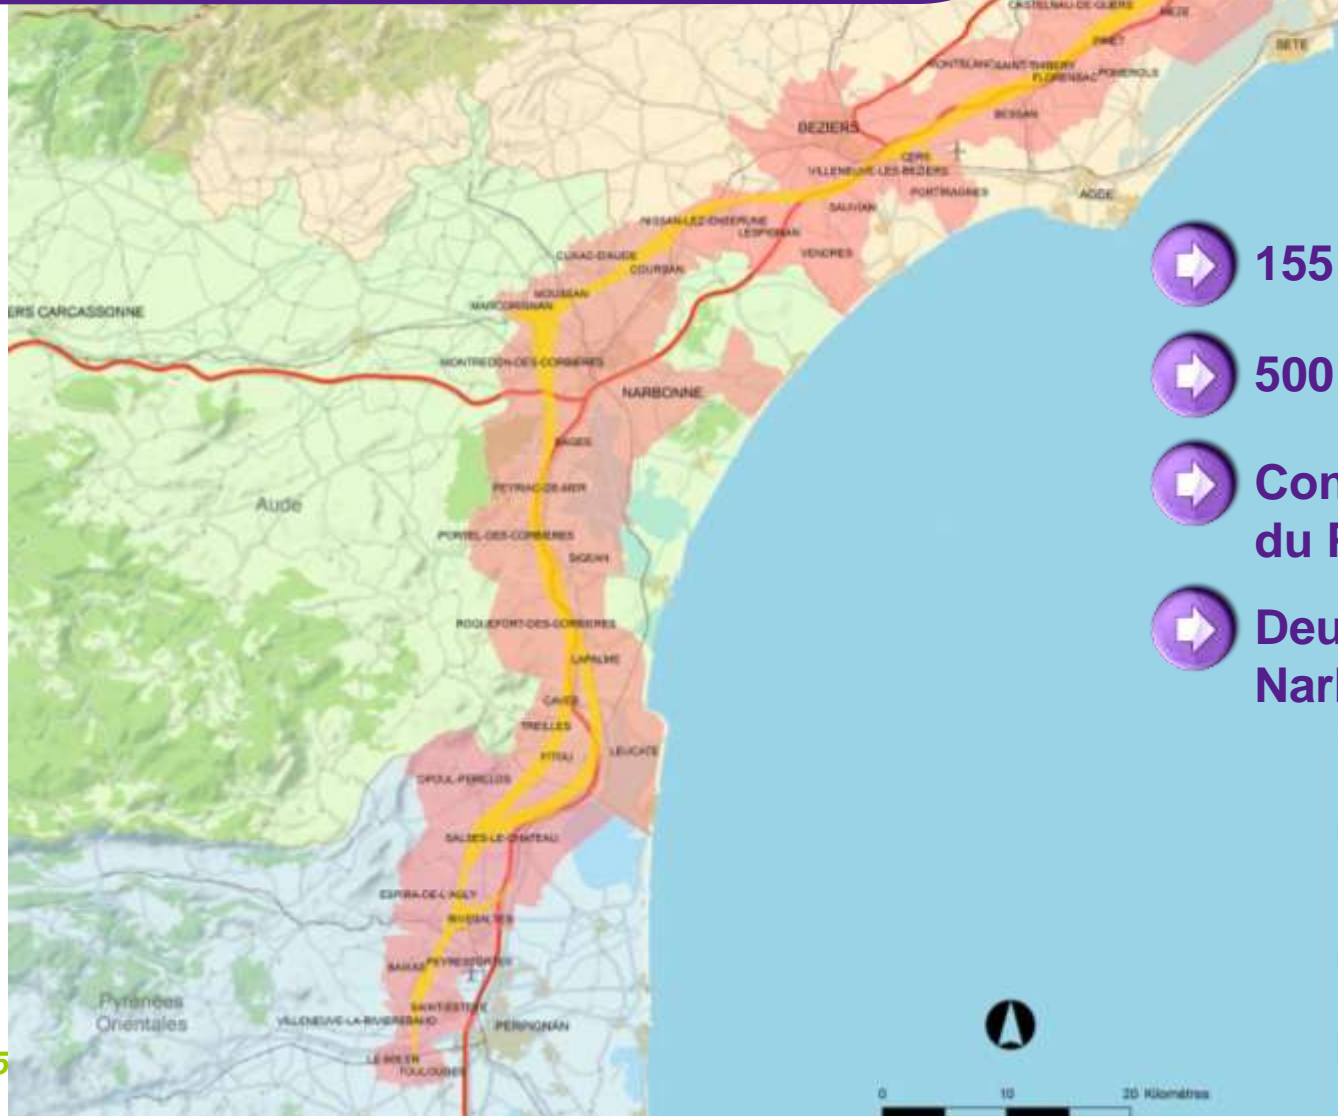 CASTELNAU-DE-GUERS
MEZE
PINET
SETE
MONTBLANC
SAINT-THIBERY
FLORENSAC
POMEROLS
BESSAN
BEZIERS
CERS
VILLENEUVE-LES-BEZIERS
PORTIRAGNES
AGDE
SAUVIAN
NISSAN-LEZ-ENSERUNE
LESPIGNAN
VENDRES
CUXAC-D'AUDE
COURSAN
MOUSSAN
MARCORIGNAN
ERS CARCASSONNE
MONTREDON-DES-CORBIERES
NARBONNE
BAGES
PEYRIAC-DE-MER
Aude
PORTEL-DES-CORBIERES
SIGEAN
ROQUEFORT-DES-CORBIERES
LAPALME
CAVES
TREILLES
FITOU
LEUCATE
OPOUL-PERILLOS
SALSES-LE-CHATEAU
ESPIRA-DE-L'AGLY
RIVESALTES
BAIXAS
PEYRESTORTES
Pyrénées
Orientales
SAINT-ESTEVE
VILLENEUVE-LA-RIVIERE
BAHO
PERPIGNAN
LE-SOLER
TOULOUGES
155
500
Con
du
Deu
Nar
0 10 20 Kilomètres
5